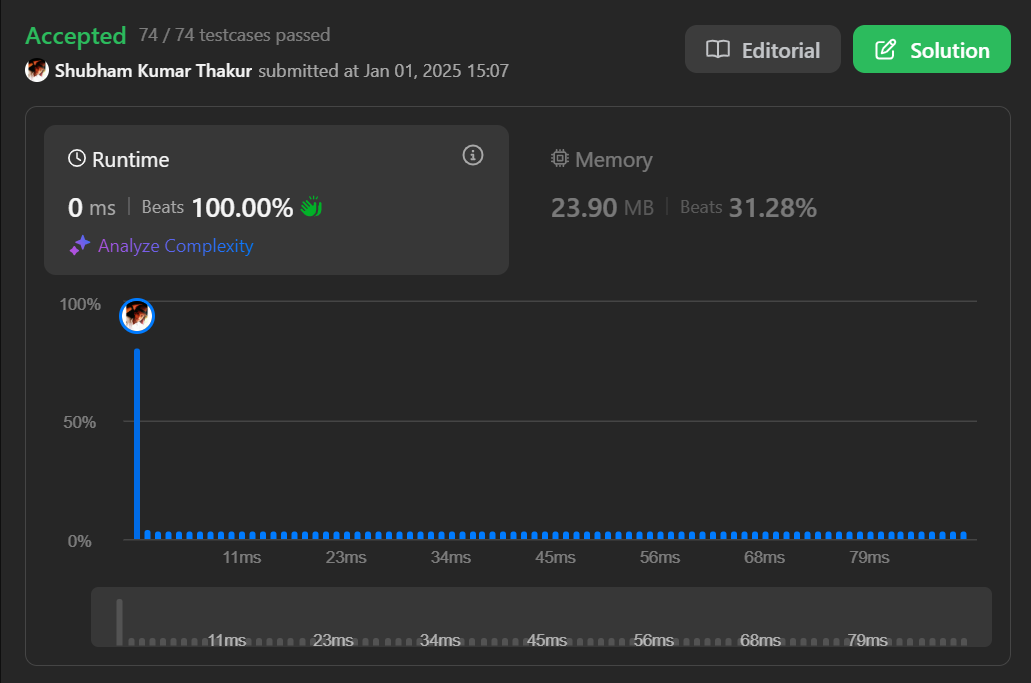 Accepted 74 / 74 testcases passed
Editorial
Solution
Shubham Kumar Thakur submitted at Jan 01, 2025 15:07
Runtime
0 ms | Beats 100.00%
Analyze Complexity
Memory
23.90 MB | Beats 31.28%
100%
50%
0%
11ms 23ms 34ms 45ms 56ms 68ms 79ms
11ms 23ms 34ms 45ms 56ms 68ms 79ms